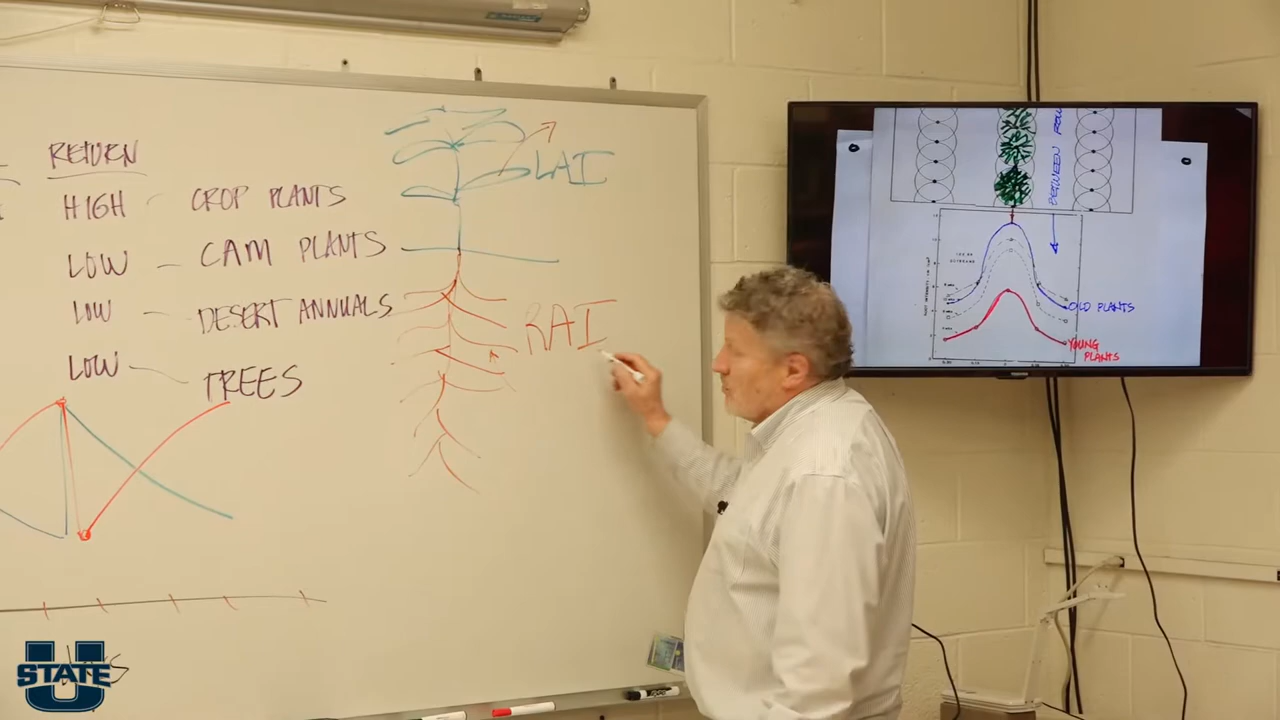 RETURN
HIGH CROP PLANTS
LOW CAM PLANTS
LOW DESERT ANNUALS
LOW TREES
LAI
RAI
BETWEEN
OLD PLANTS
YOUNG
PLANTS
U
STATE